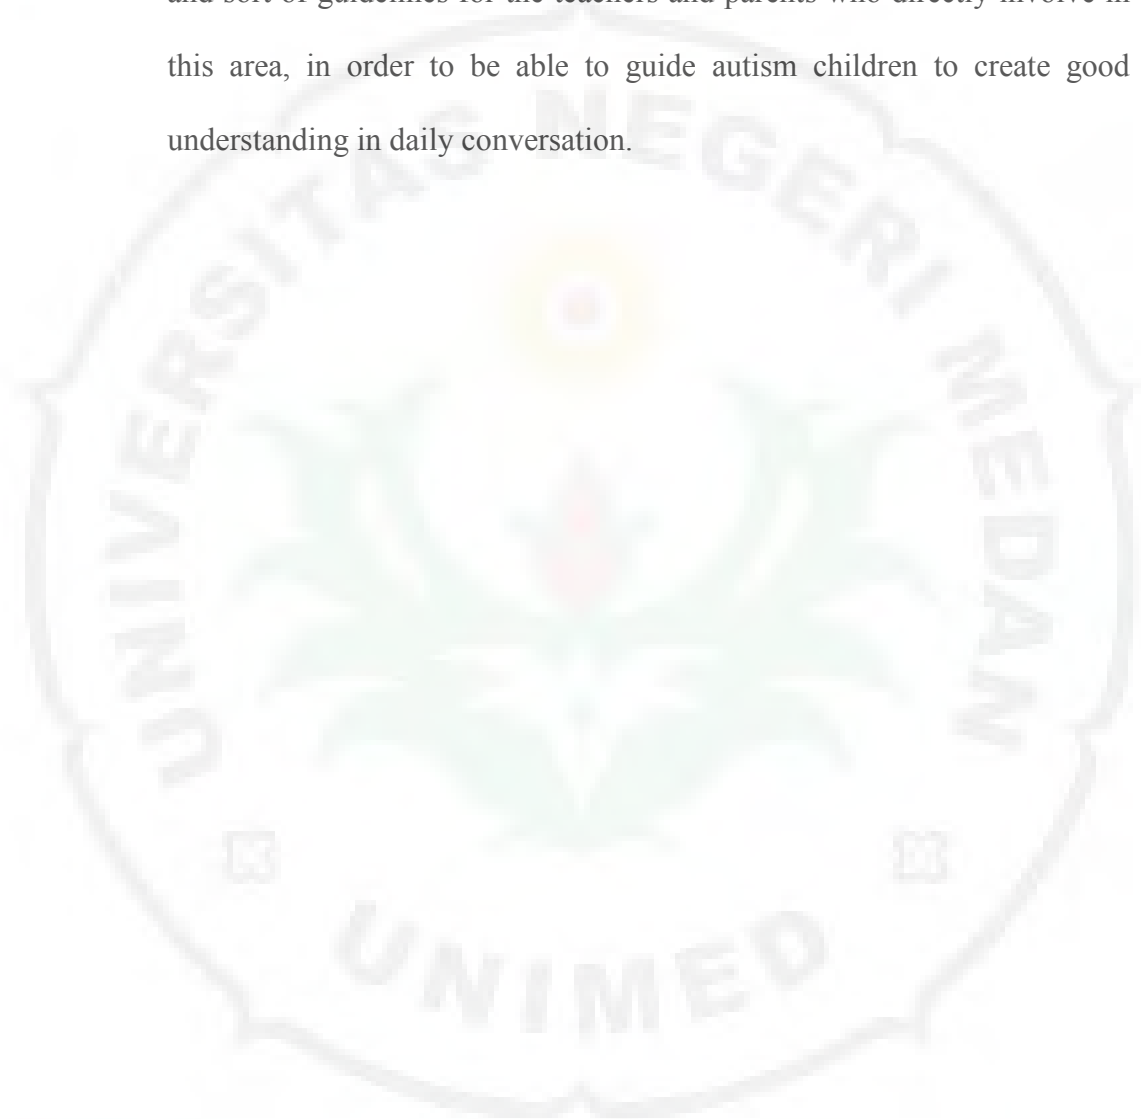 and sort of guidelines for the teachers and parents who directly involve in
this area, in order to be able to guide autism children to create good
understanding in daily conversation.
UNIVERSITAS NEGERI MEDAN
UNIMED